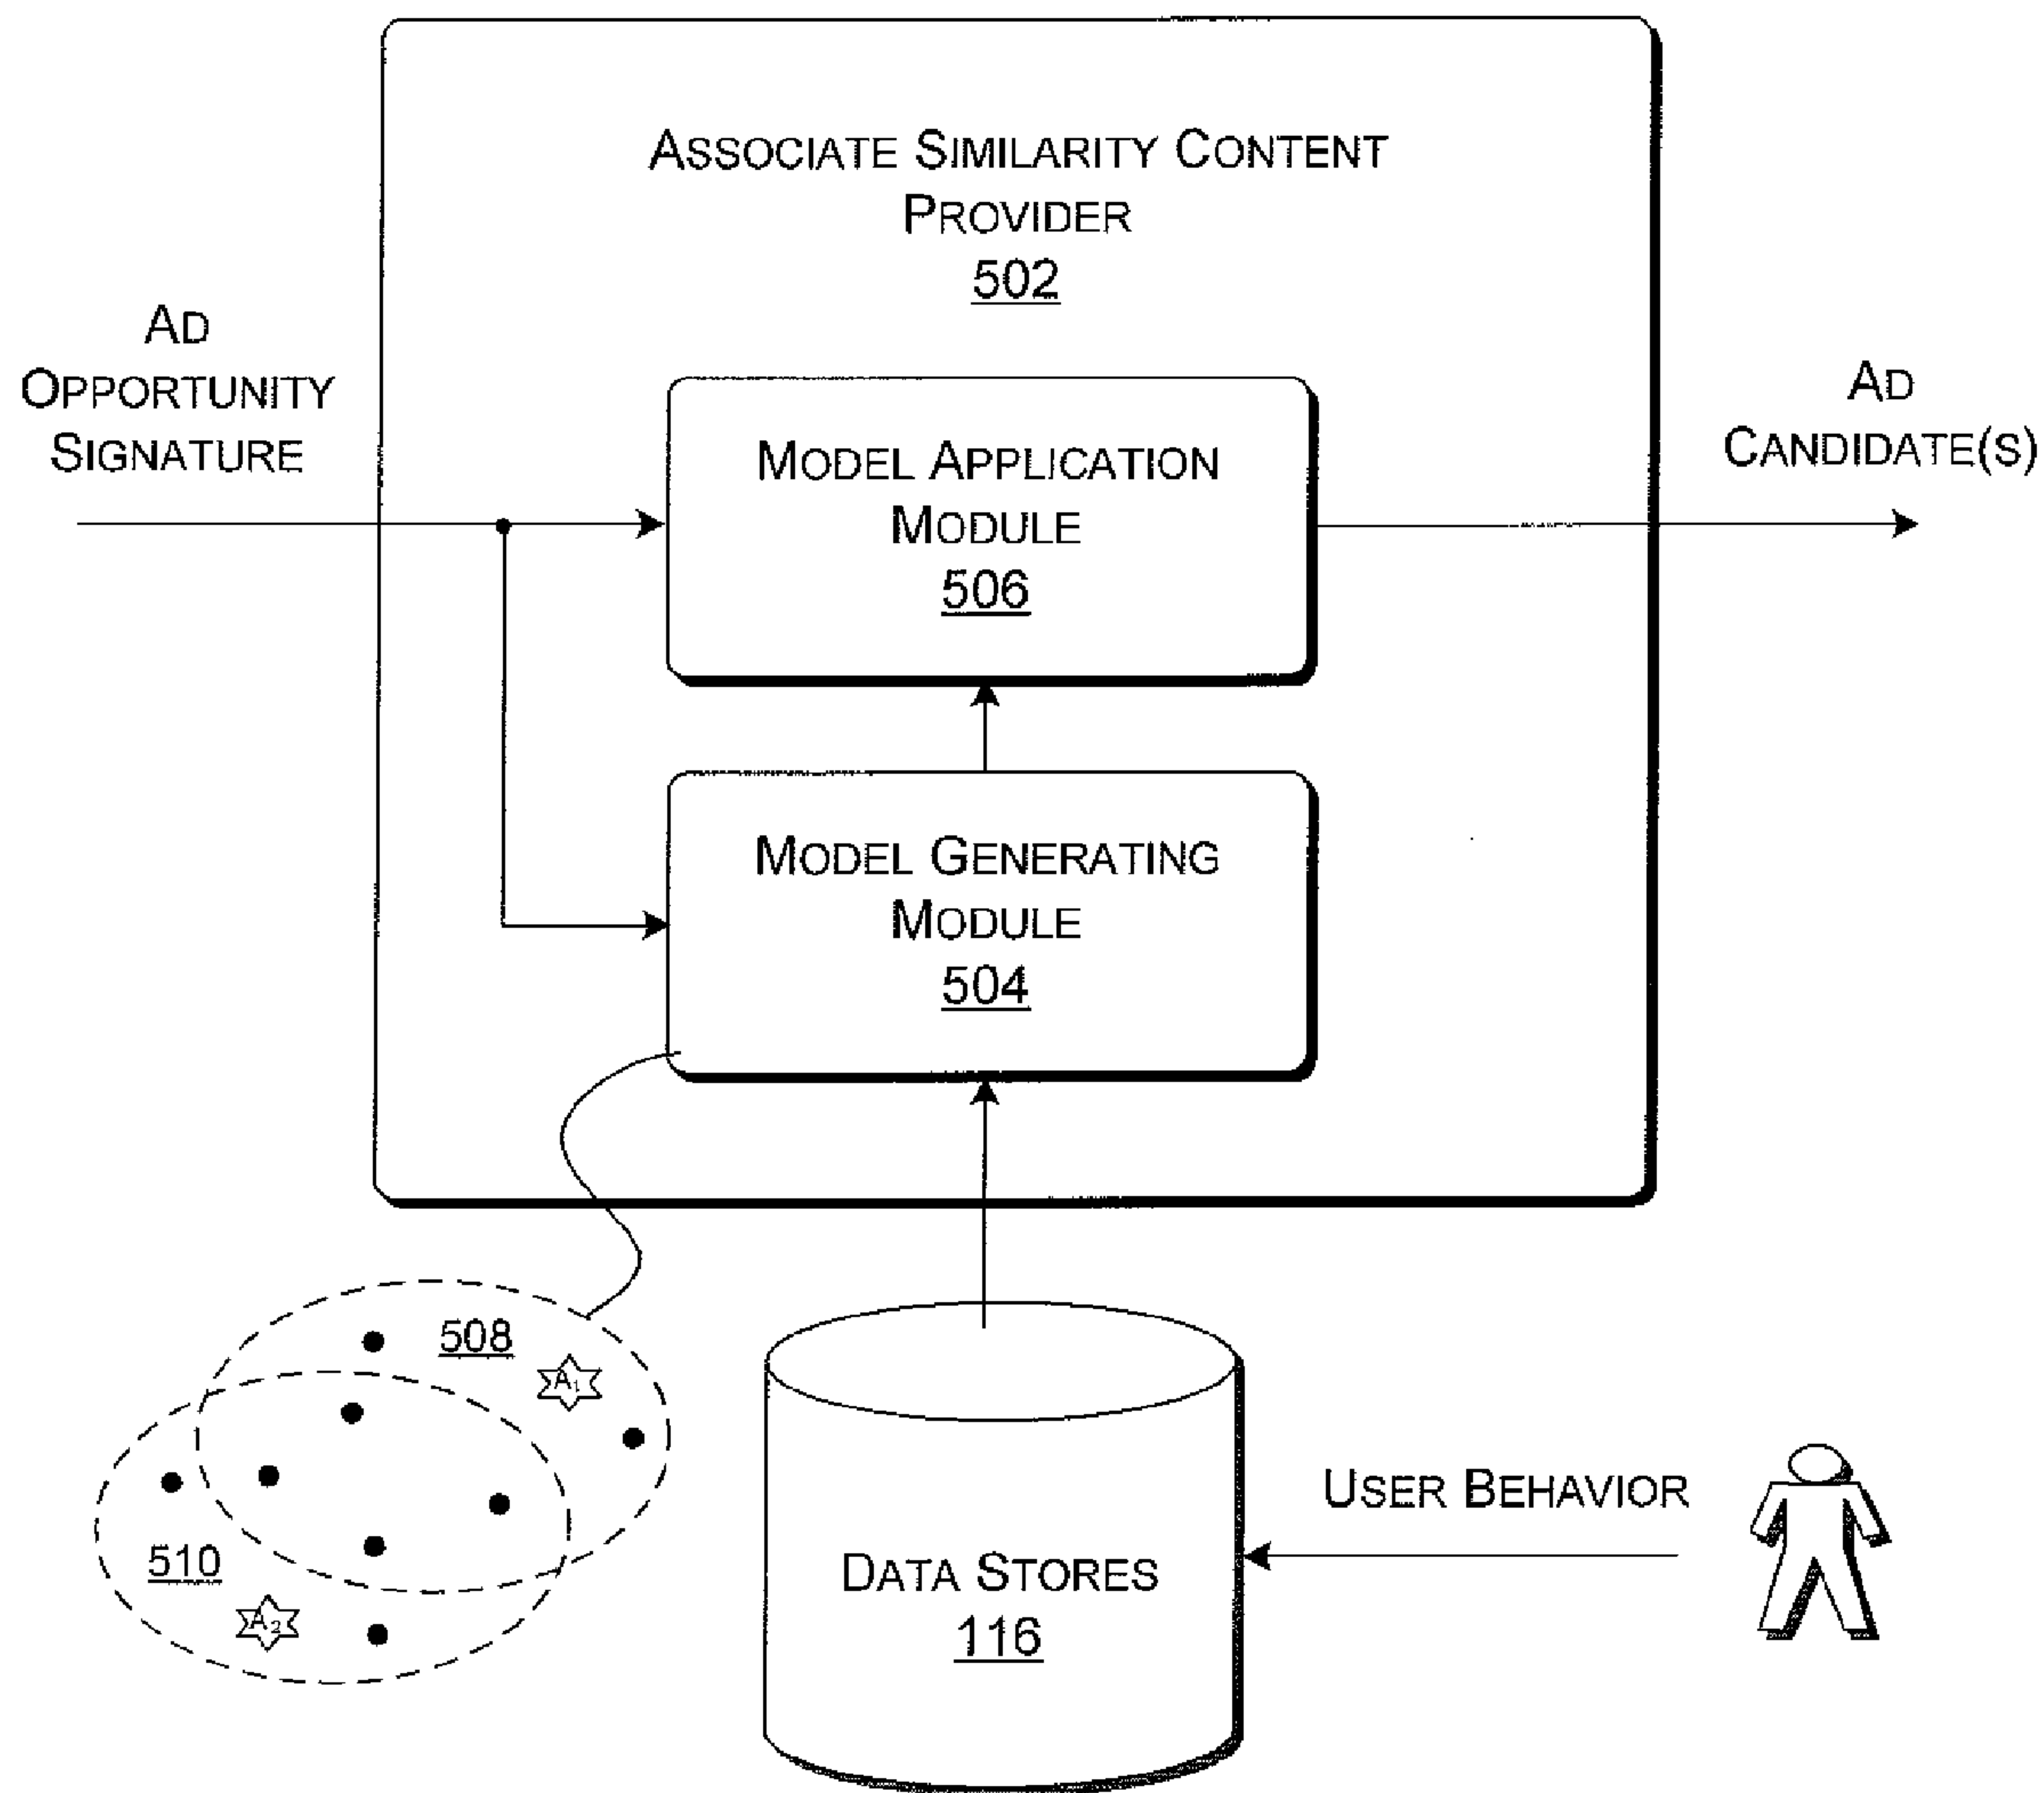 ASSOCIATE SIMILARITY CONTENT
PROVIDER
502
AD
OPPORTUNITY
SIGNATURE
AD
CANDIDATE(S)
MODEL APPLICATION
MODULE
506
MODEL GENERATING
MODULE
504
508
A₁
510
A₂
USER BEHAVIOR
DATA STORES
116